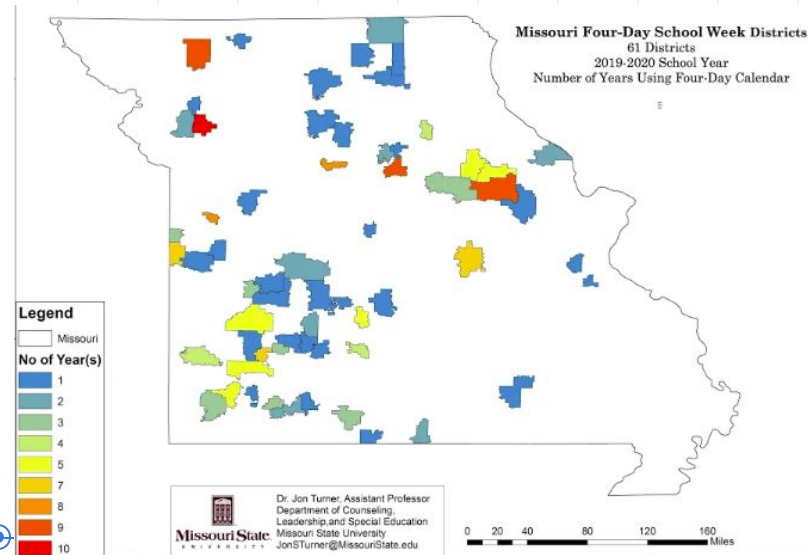 Missouri Four-Day School Week Districts
61 Districts
2019-2020 School Year
Number of Years Using Four-Day Calendar
Legend
Missouri
No of Year(s)
1
2
3
4
5
7
8
9
10
Missouri State
UNIVERSITY
Dr. Jon Turner, Assistant Professor
Department of Counseling,
Leadership,and Special Education
Missouri State University
JonSTurner@MissouriState.edu
0 20 40 80 120 160
Miles